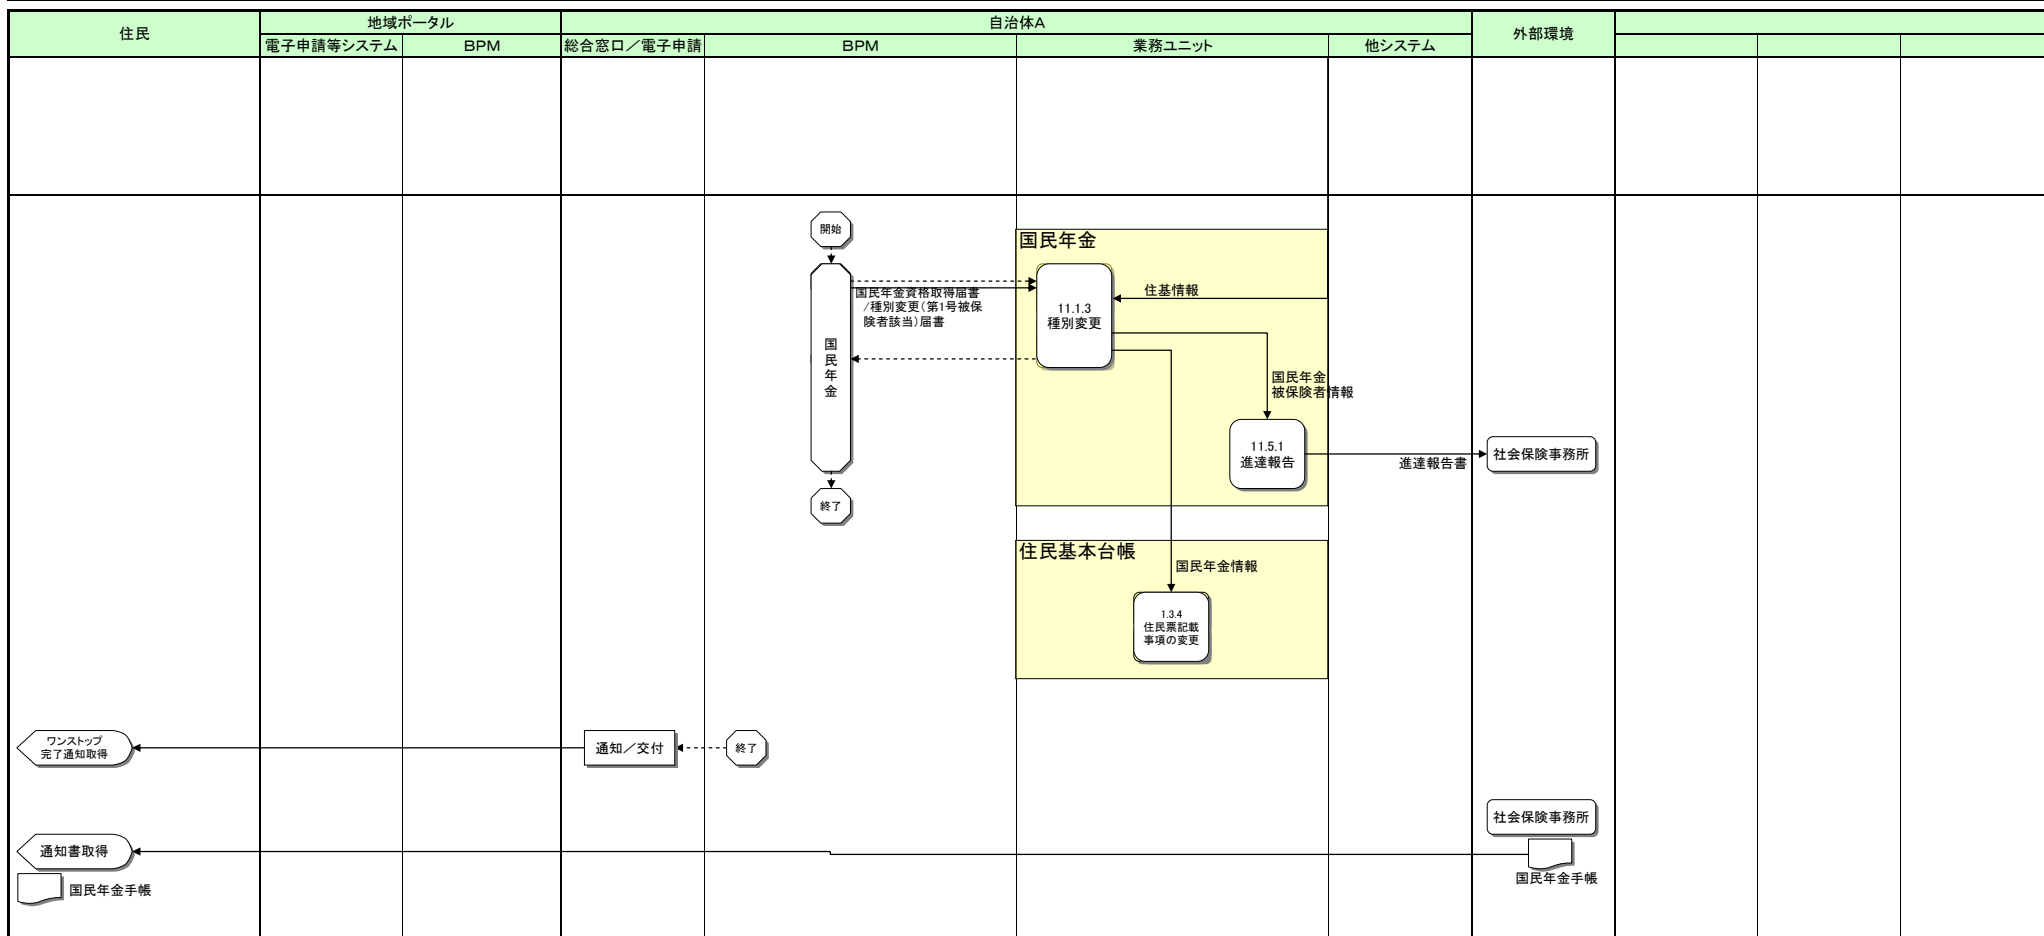 住民
地域ポータル
自治体A
外部環境
電子申請等システム
BPM
総合窓口／電子申請
BPM
業務ユニット
他システム
開始
国民年金
国民年金資格取得届書
/種別変更（第1号被保
険者該当）届書
11.1.3
種別変更
住基情報
国
民
年
金
国民年金
被保険者情報
11.5.1
進達報告
進達報告書
社会保険事務所
終了
住民基本台帳
国民年金情報
1.3.4
住民票記載
事項の変更
ワンストップ
完了通知取得
通知／交付
終了
社会保険事務所
通知書取得
国民年金手帳
国民年金手帳